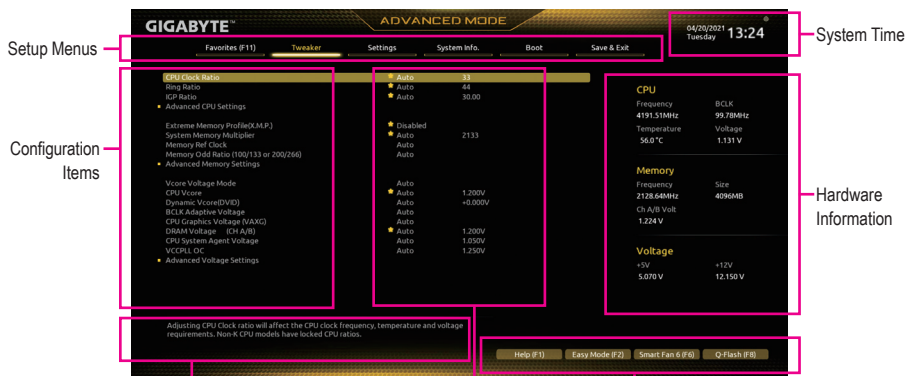 GIGABYTE™
ADVANCED MODE
04/20/2021
Tuesday
13:24
System Time
Setup Menus
Favorites (F11) Tweaker Settings System Info. Boot Save & Exit
CPU Clock Ratio Auto 33
Ring Ratio Auto 44
IGP Ratio Auto 30.00
Advanced CPU Settings
Extreme Memory Profile(X.M.P.) Disabled
System Memory Multiplier Auto 2133
Memory Ref Clock Auto
Memory Odd Ratio (100/133 or 200/266) Auto
Advanced Memory Settings
Vcore Voltage Mode Auto
CPU Vcore Auto 1.200V
Dynamic Vcore(DVID) Auto +0.000V
BCLK Adaptive Voltage Auto
CPU Graphics Voltage (VAXG) Auto
DRAM Voltage (CH A/B) Auto 1.200V
CPU System Agent Voltage Auto 1.050V
VCCPLL OC Auto 1.250V
Advanced Voltage Settings
Configuration
Items
CPU
Frequency BCLK
4191.51MHz 99.78MHz
Temperature Voltage
56.0°C 1.131 V
Memory
Frequency Size
2128.64MHz 4096MB
Ch A/B Volt
1.224 V
Voltage
+5V +12V
5.070 V 12.150 V
Hardware
Information
Adjusting CPU Clock ratio will affect the CPU clock frequency, temperature and voltage
requirements. Non-K CPU models have locked CPU ratios.
Help (F1) Easy Mode (F2) Smart Fan 6 (F6) Q-Flash (F8)